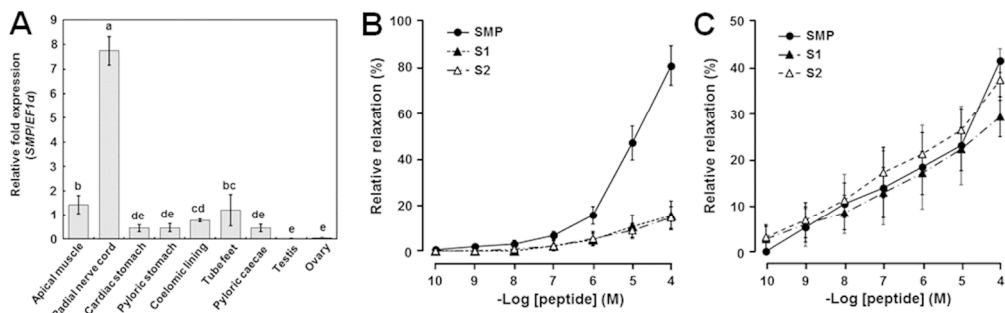 A
Relative fold expression
(SMP/EF1α)
9
8
7
6
5
4
3
2
1
0
a
b
de
de
cd
bc
de
e
e
Apical muscle
Radial nerve cord
Cardiac stomach
Pyloric stomach
Coelomic lining
Tube feet
Pyloric caecae
Testis
Ovary
B
Relative relaxation (%)
100
80
60
40
20
0
SMP
S1
S2
10 9 8 7 6 5 4
-Log [peptide] (M)
C
Relative relaxation (%)
50
40
30
20
10
0
SMP
S1
S2
10 9 8 7 6 5 4
-Log [peptide] (M)